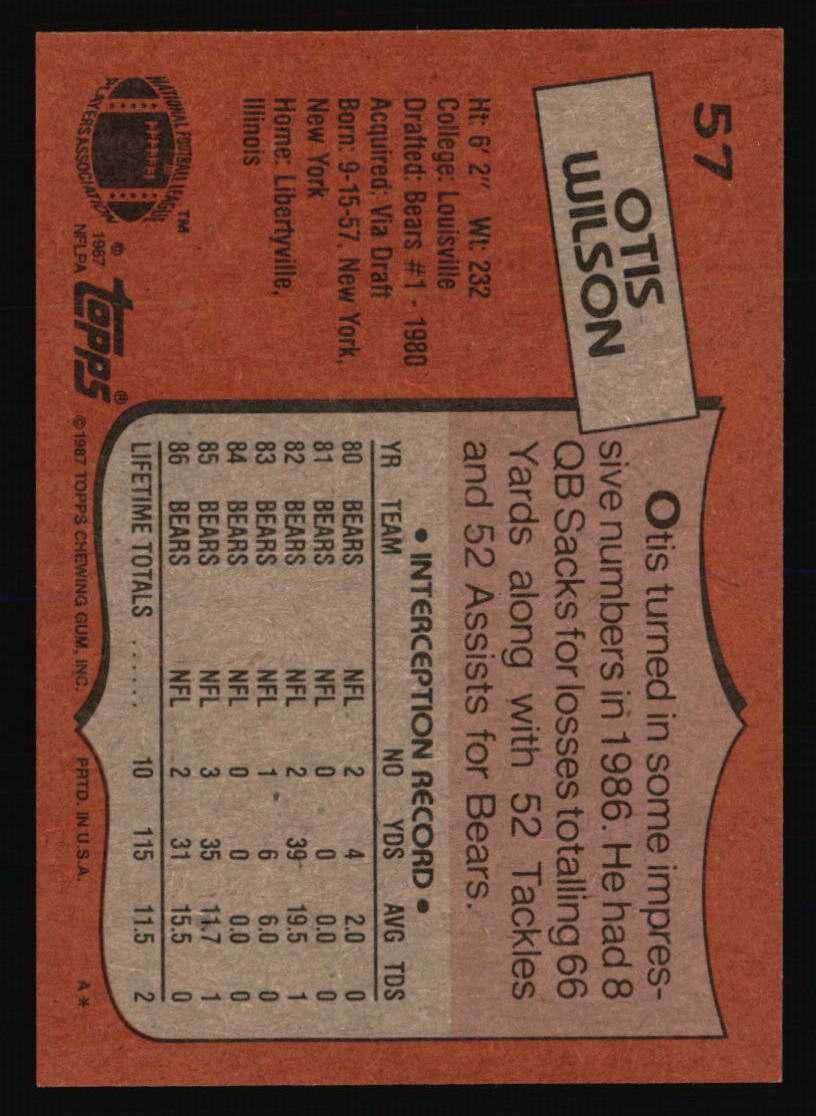 57
OTIS
WILSON
Ht: 6' 2" Wt: 232
College: Louisville
Drafted: Bears #1 - 1980
Acquired: Via Draft
Born: 9-15-57, New York,
New York
Home: Libertyville,
Illinois
NATIONAL FOOTBALL LEAGUE
PLAYERS ASSOCIATION
™
© 1987
NFLPA
topps®
Otis turned in some impres-
sive numbers in 1986. He had 8
QB Sacks for losses totalling 66
Yards along with 52 Tackles
and 52 Assists for Bears.
• INTERCEPTION RECORD •
YR TEAM NO YDS AVG TDS
80 BEARS NFL 2 4 2.0 0
81 BEARS NFL 0 0 0.0 0
82 BEARS NFL 2 39 19.5 1
83 BEARS NFL 1 6 6.0 0
84 BEARS NFL 0 0 0.0 0
85 BEARS NFL 3 35 11.7 1
86 BEARS NFL 2 31 15.5 0
LIFETIME TOTALS ...... 10 115 11.5 2
©1987 TOPPS CHEWING GUM, INC. PRTD. IN U.S.A. A*